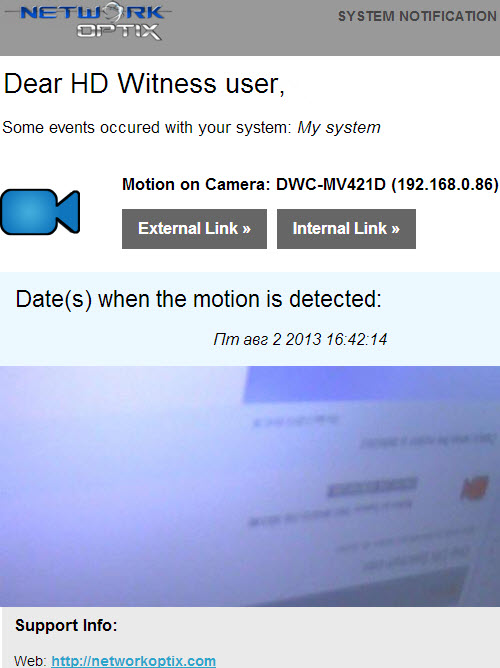 NETWORK
OPTIX
SYSTEM NOTIFICATION
Dear HD Witness user,
Some events occured with your system: My system
Motion on Camera: DWC-MV421D (192.168.0.86)
External Link »
Internal Link »
Date(s) when the motion is detected:
Пт авг 2 2013 16:42:14
Support Info:
Web: http://networkoptix.com